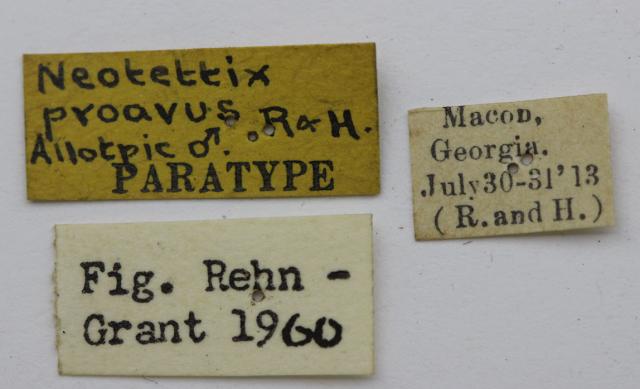 Neotettix
proavus R & H.
Allotpic ♂.
PARATYPE
Macon,
Georgia.
July 30-31'13
(R. and H.)
Fig. Rehn -
Grant 1960